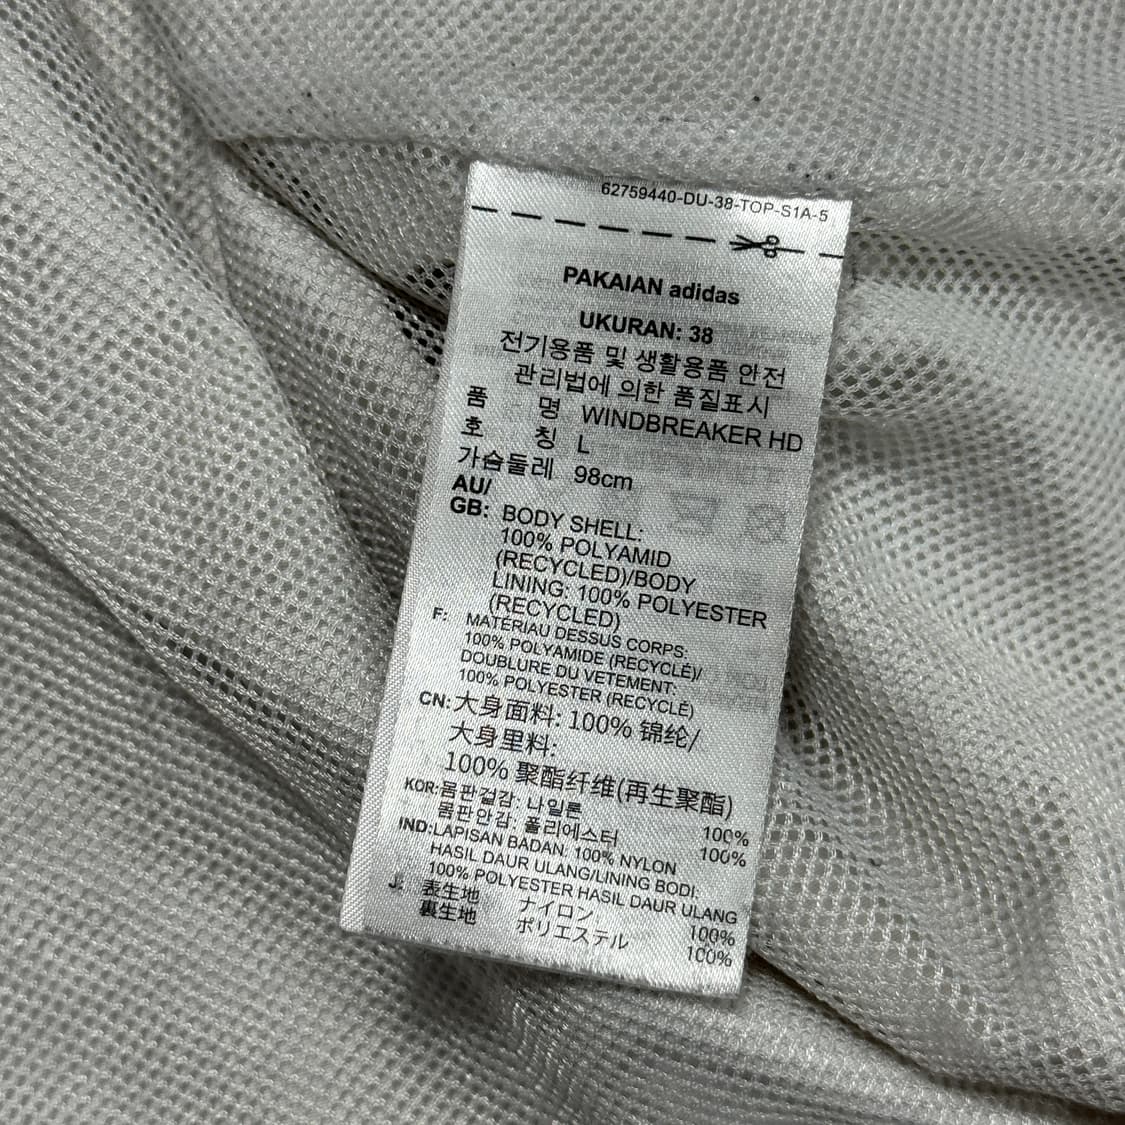 62759440-DU-38-TOP-S1A-5
PAKAIAN adidas
UKURAN: 38
전기용품 및 생활용품 안전
관리법에 의한 품질표시
품 명 WINDBREAKER HD
호 칭 L
가슴둘레 98cm
AU/
GB: BODY SHELL:
100% POLYAMID
(RECYCLED)/BODY
LINING: 100% POLYESTER
(RECYCLED)
F: MATÉRIAU DESSUS CORPS:
100% POLYAMIDE (RECYCLÉ)/
DOUBLURE DU VETEMENT:
100% POLYESTER (RECYCLÉ)
CN: 大身面料: 100% 锦纶/
大身里料:
100% 聚酯纤维(再生聚酯)
KOR: 몸판겉감: 나일론 100%
몸판안감: 폴리에스터 100%
IND: LAPISAN BADAN: 100% NYLON
HASIL DAUR ULANG/LINING BODI:
100% POLYESTER HASIL DAUR ULANG
J: 表生地 ナイロン 100%
裏生地 ポリエステル 100%